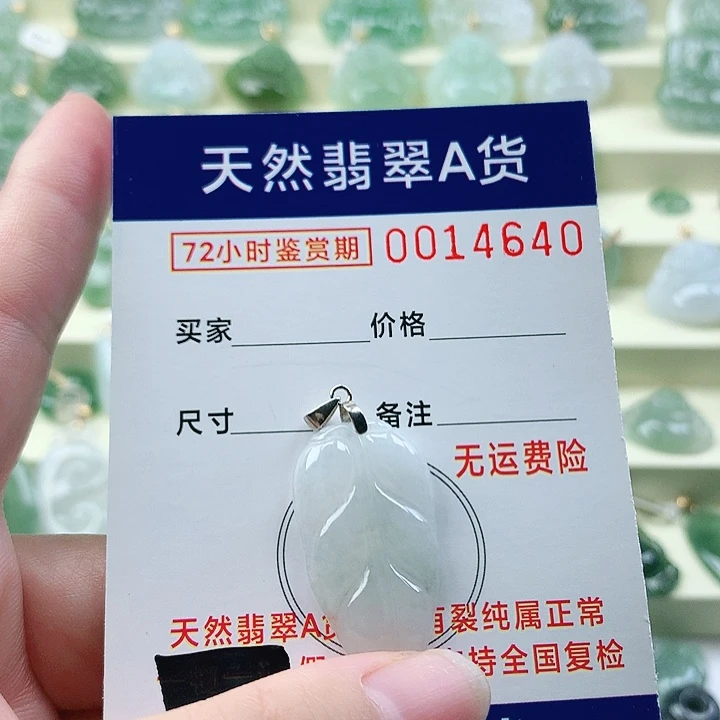 天然翡翠A货
72小时鉴赏期 0014640
买家 价格
尺寸 备注
无运费险
天然翡翠A 裂纯属正常
持全国复检